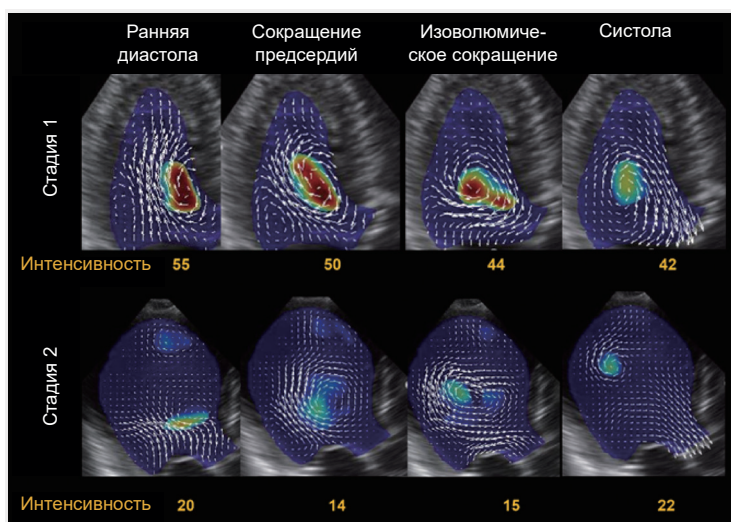 Ранняя
диастола
Сокращение
предсердий
Изоволюмиче-
ское сокращение
Систола
Стадия 1
Интенсивность 55 50 44 42
Стадия 2
Интенсивность 20 14 15 22